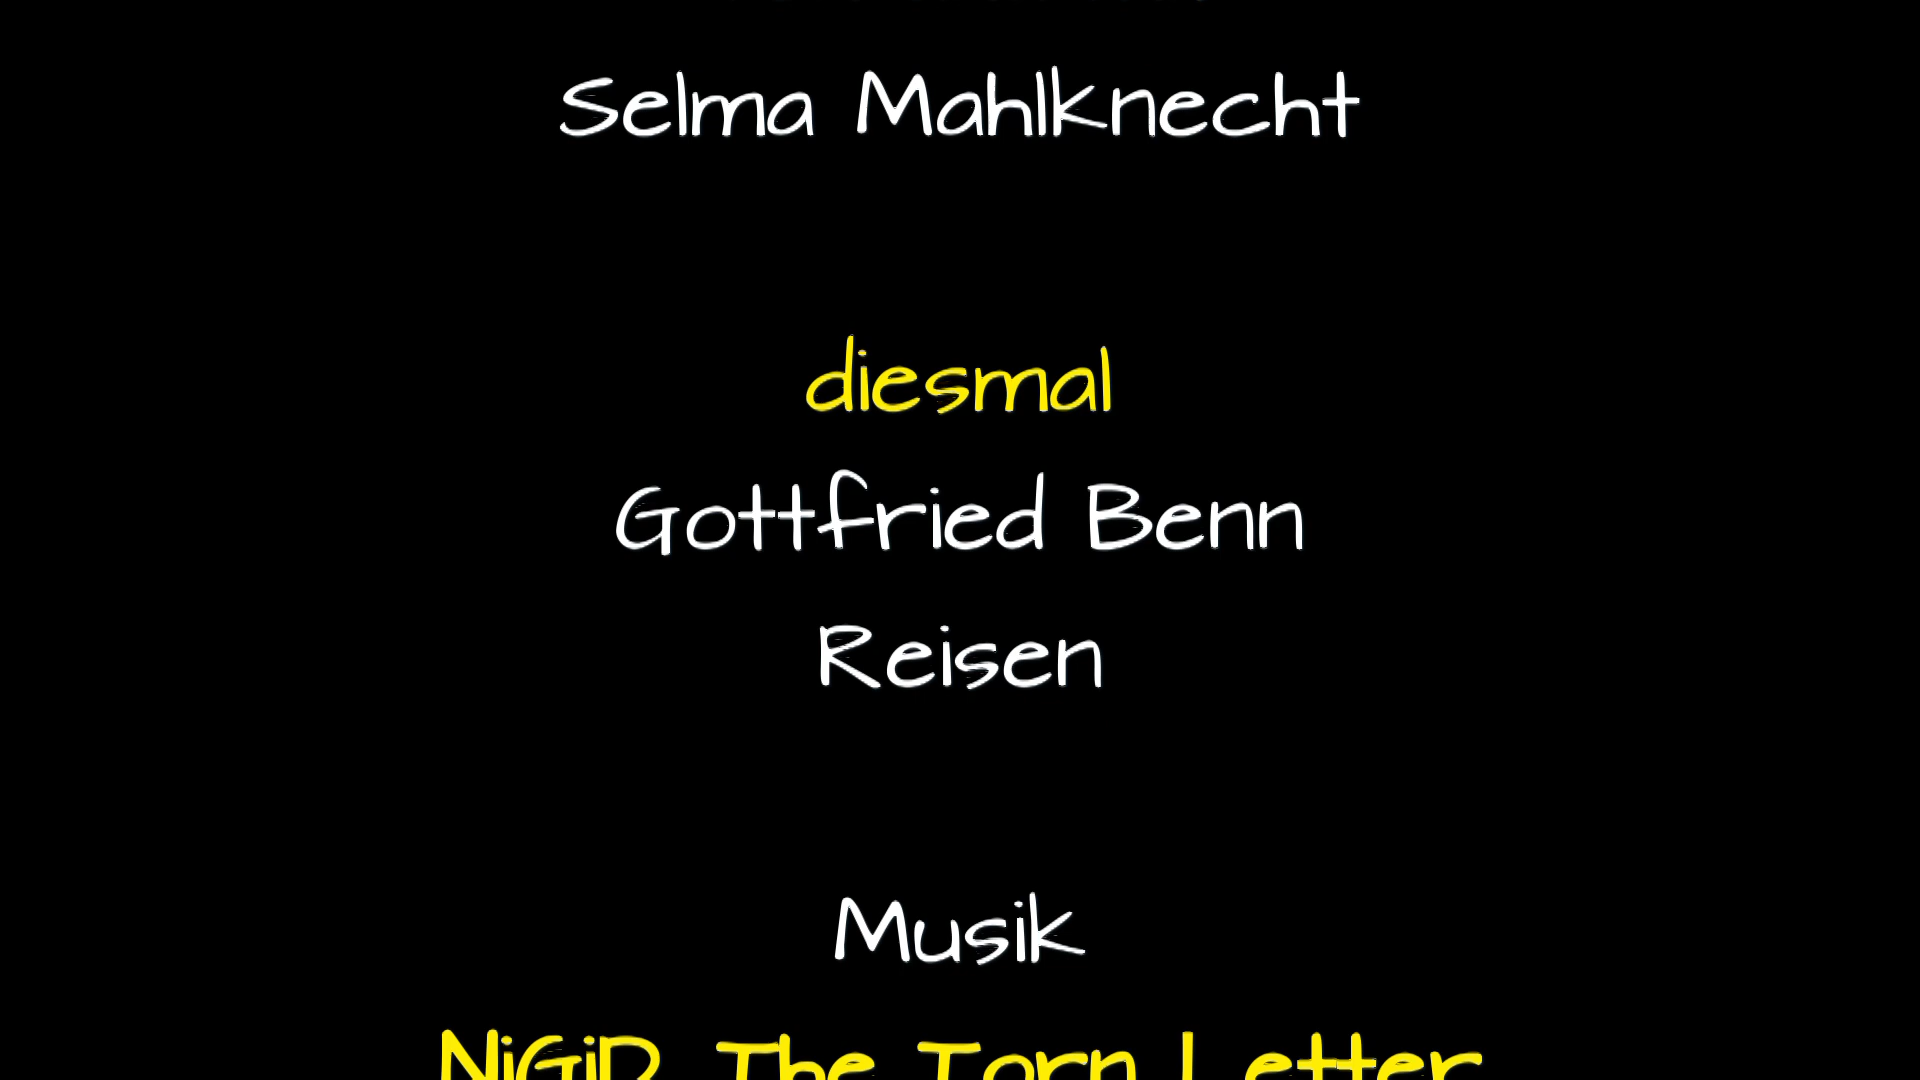 Selma Mahlknecht
diesmal
Gottfried Benn
Reisen
Musik
NiGiD The Torn Letter